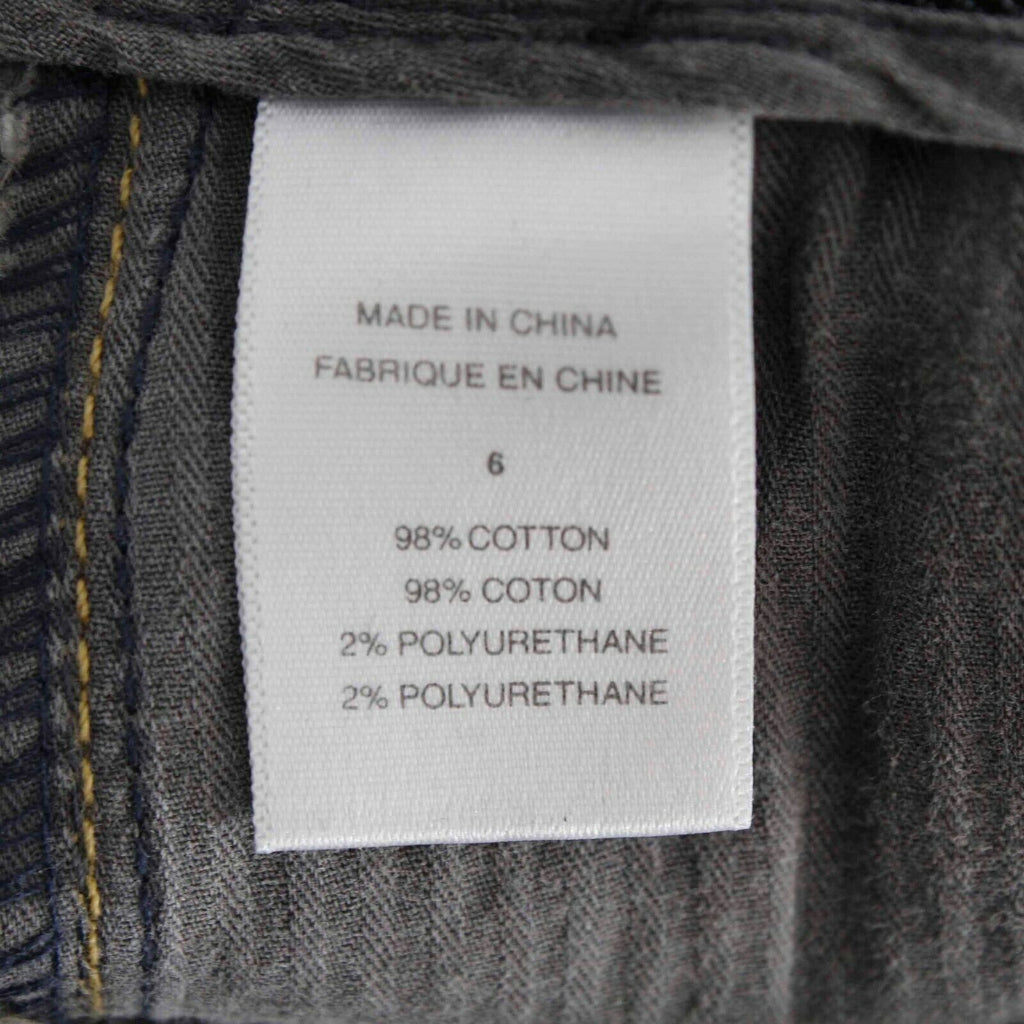 MADE IN CHINA
FABRIQUE EN CHINE
6
98% COTTON
98% COTON
2% POLYURETHANE
2% POLYURETHANE